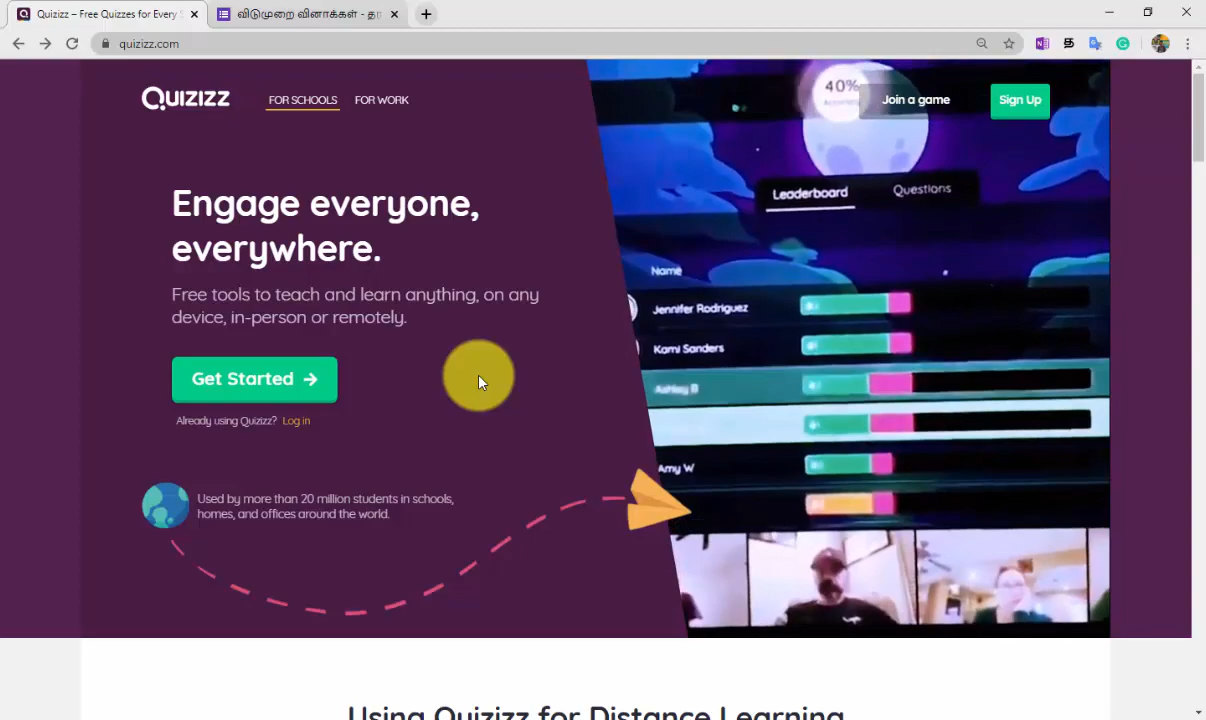 Quizizz – Free Quizzes for Every
விடுமுறை வினாக்கள் - தர
quizizz.com
Quizizz
FOR SCHOOLS
FOR WORK
Join a game
Sign Up
40%
Accuracy
Leaderboard
Questions
Engage everyone,
everywhere.
Free tools to teach and learn anything, on any
device, in-person or remotely.
Get Started →
Already using Quizizz? Log in
Used by more than 20 million students in schools,
homes, and offices around the world.
Name
Jennifer Rodriguez
Kami Sanders
Ashley B
Amy W
Using Quizizz for Distance Learning